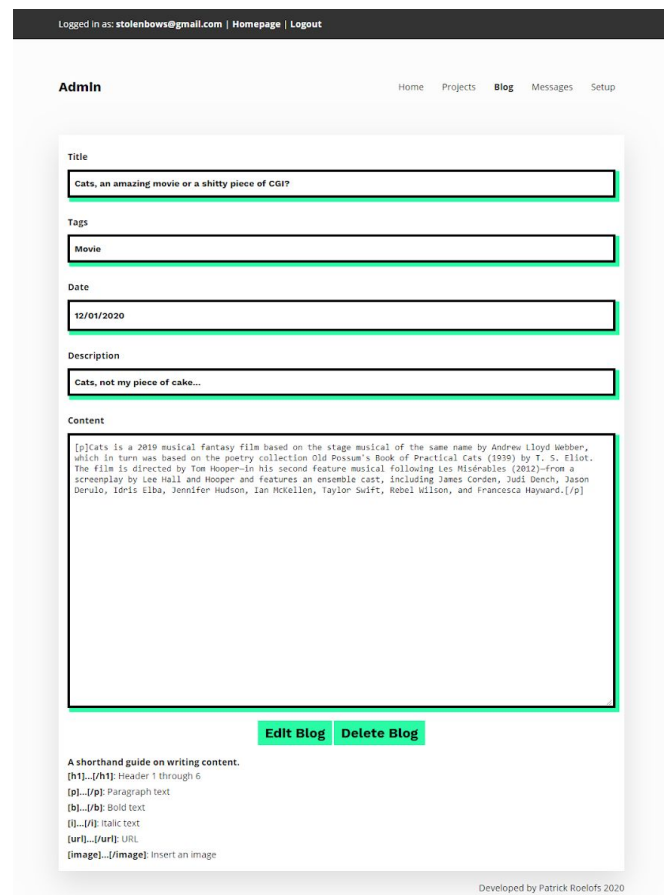 Logged in as: stolenbows@gmail.com | Homepage | Logout
Admin
Home Projects Blog Messages Setup
Title
Cats, an amazing movie or a shitty piece of CGI?
Tags
Movie
Date
12/01/2020
Description
Cats, not my piece of cake...
Content
[p]Cats is a 2019 musical fantasy film based on the stage musical of the same name by Andrew Lloyd Webber,
which in turn was based on the poetry collection Old Possum's Book of Practical Cats (1939) by T. S. Eliot.
The film is directed by Tom Hooper—in his second feature musical following Les Misérables (2012)—from a
screenplay by Lee Hall and Hooper and features an ensemble cast, including James Corden, Judi Dench, Jason
Derulo, Idris Elba, Jennifer Hudson, Ian McKellen, Taylor Swift, Rebel Wilson, and Francesca Hayward.[/p]
Edit Blog Delete Blog
A shorthand guide on writing content.
[h1]...[/h1]: Header 1 through 6
[p]...[/p]: Paragraph text
[b]...[/b]: Bold text
[i]...[/i]: Italic text
[url]...[/url]: URL
[image]...[/image]: Insert an image
Developed by Patrick Roelofs 2020